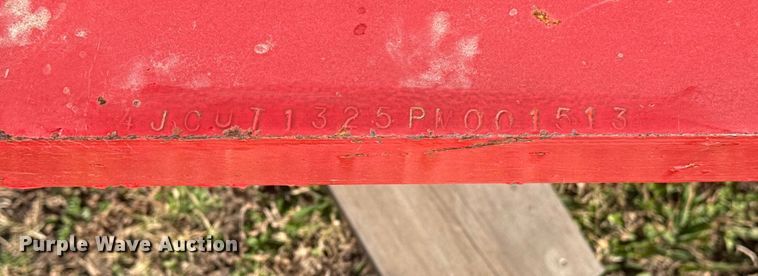 4JCUT1325PM001513
Purple Wave Auction